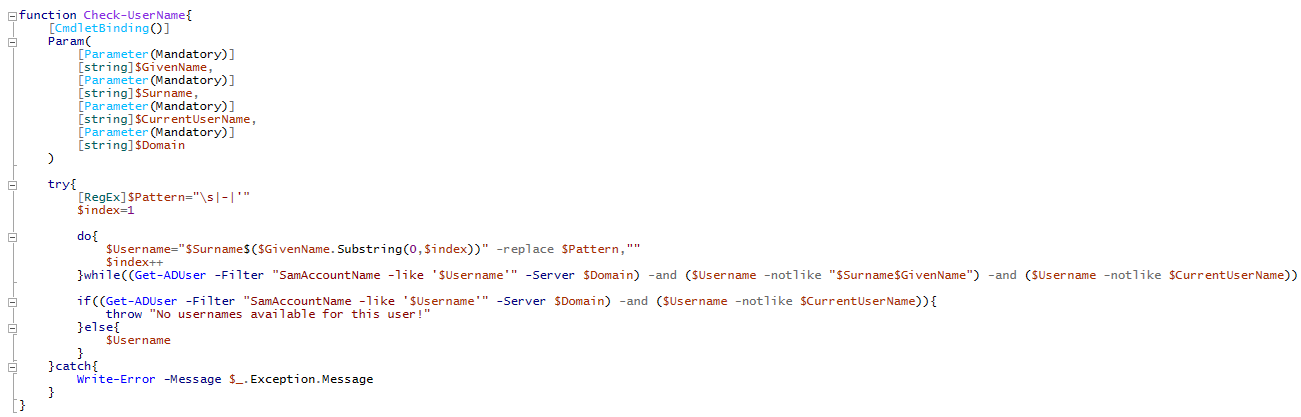 function Check-UserName{
    [CmdletBinding()]
    Param(
        [Parameter(Mandatory)]
        [string]$GivenName,
        [Parameter(Mandatory)]
        [string]$Surname,
        [Parameter(Mandatory)]
        [string]$CurrentUserName,
        [Parameter(Mandatory)]
        [string]$Domain
    )
    try{
        [RegEx]$Pattern="\s|-|'"
        $index=1
        do{
            $Username="$Surname$($GivenName.Substring(0,$index))" -replace $Pattern,""
            $index++
        }while((Get-ADUser -Filter "SamAccountName -like '$Username'" -Server $Domain) -and ($Username -notlike "$Surname$GivenName") -and ($Username -notlike $CurrentUserName))
        if((Get-ADUser -Filter "SamAccountName -like '$Username'" -Server $Domain) -and ($Username -notlike $CurrentUserName)){
            throw "No usernames available for this user!"
        }else{
            $Username
        }
    }catch{
        Write-Error -Message $_.Exception.Message
    }
}